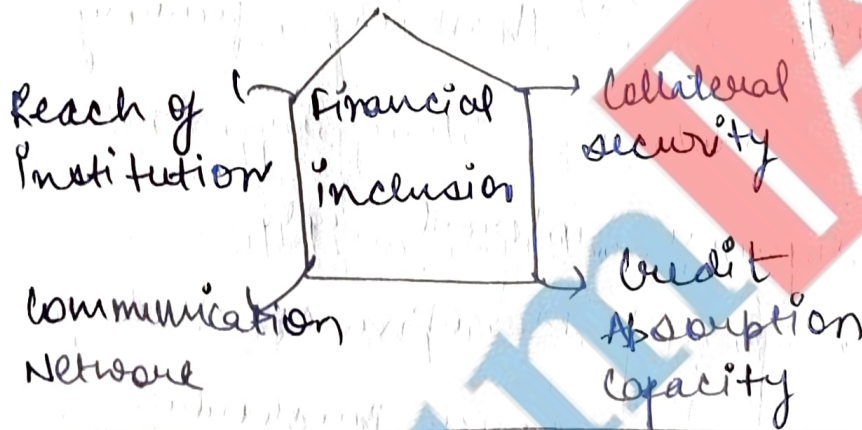 Reach of
Institution
Financial
inclusion
Collateral
security
Communication
Network
Credit
Absorption
Capacity